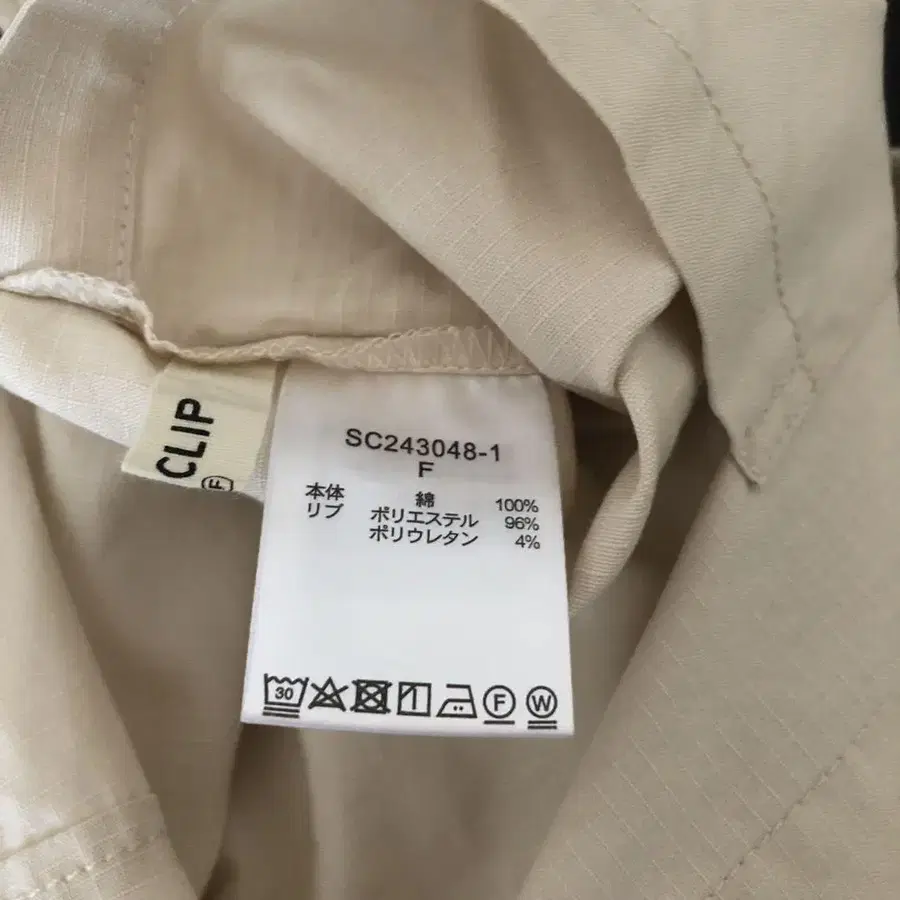 CLIP
F
SC243048-1
F
本体 綿 100%
リブ ポリエステル 96%
ポリウレタン 4%
30
F
W